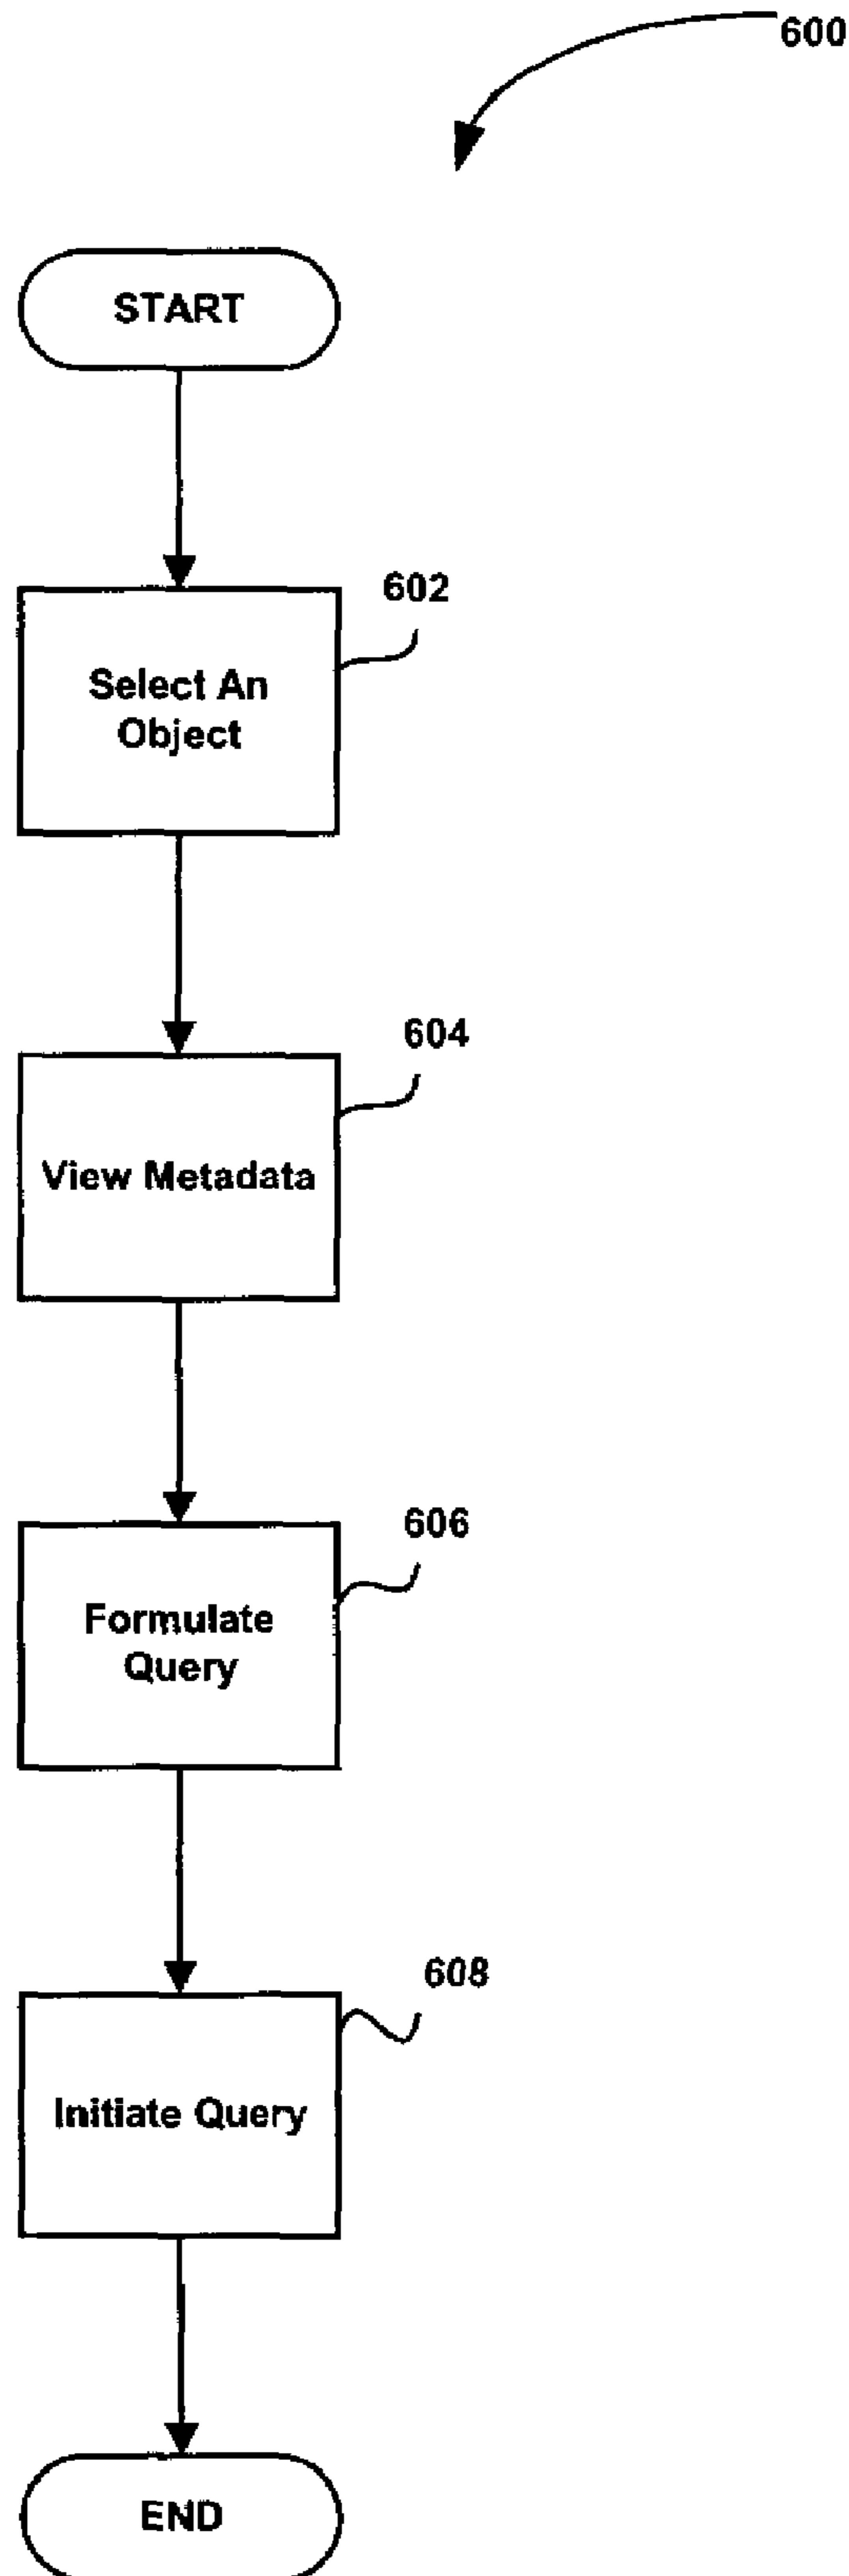 600
START
602
Select An
Object
604
View Metadata
606
Formulate
Query
608
Initiate Query
END